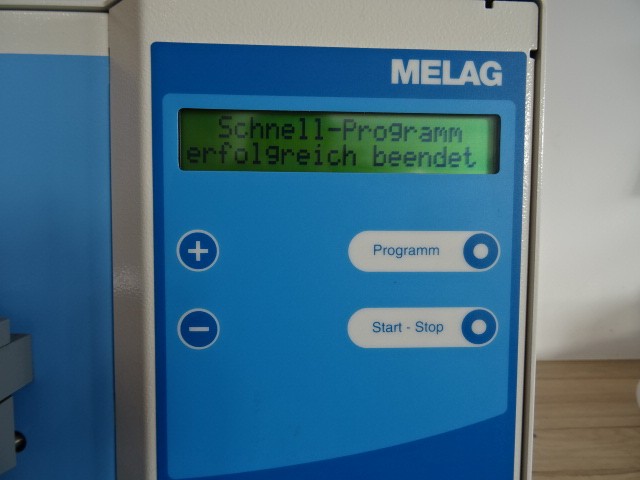 MELAG
Schnell-Programm
erfolgreich beendet
+
Programm
-
Start - Stop